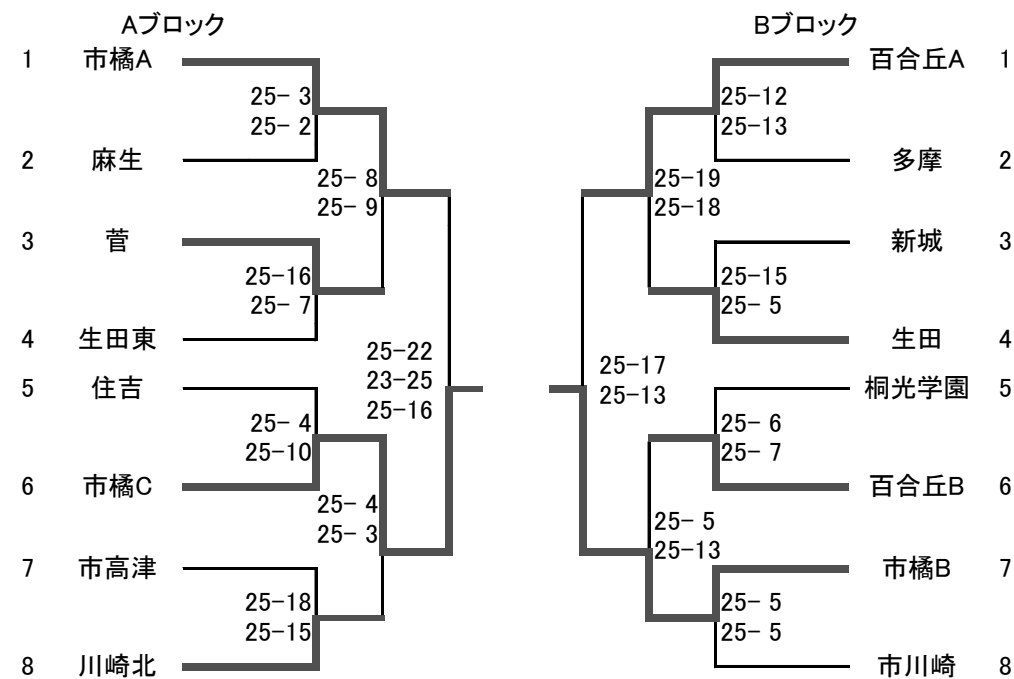 Aブロック
1 市橘A
25- 3
25- 2
2 麻生
25- 8
25- 9
3 菅
25-16
25- 7
4 生田東
25-22
23-25
25-16
5 住吉
25- 4
25-10
6 市橘C
25- 4
25- 3
7 市高津
25-18
25-15
8 川崎北
Bブロック
百合丘A 1
25-12
25-13
多摩 2
25-19
25-18
新城 3
25-15
25- 5
生田 4
25-17
25-13
桐光学園 5
25- 6
25- 7
百合丘B 6
25- 5
25-13
市橘B 7
25- 5
25- 5
市川崎 8